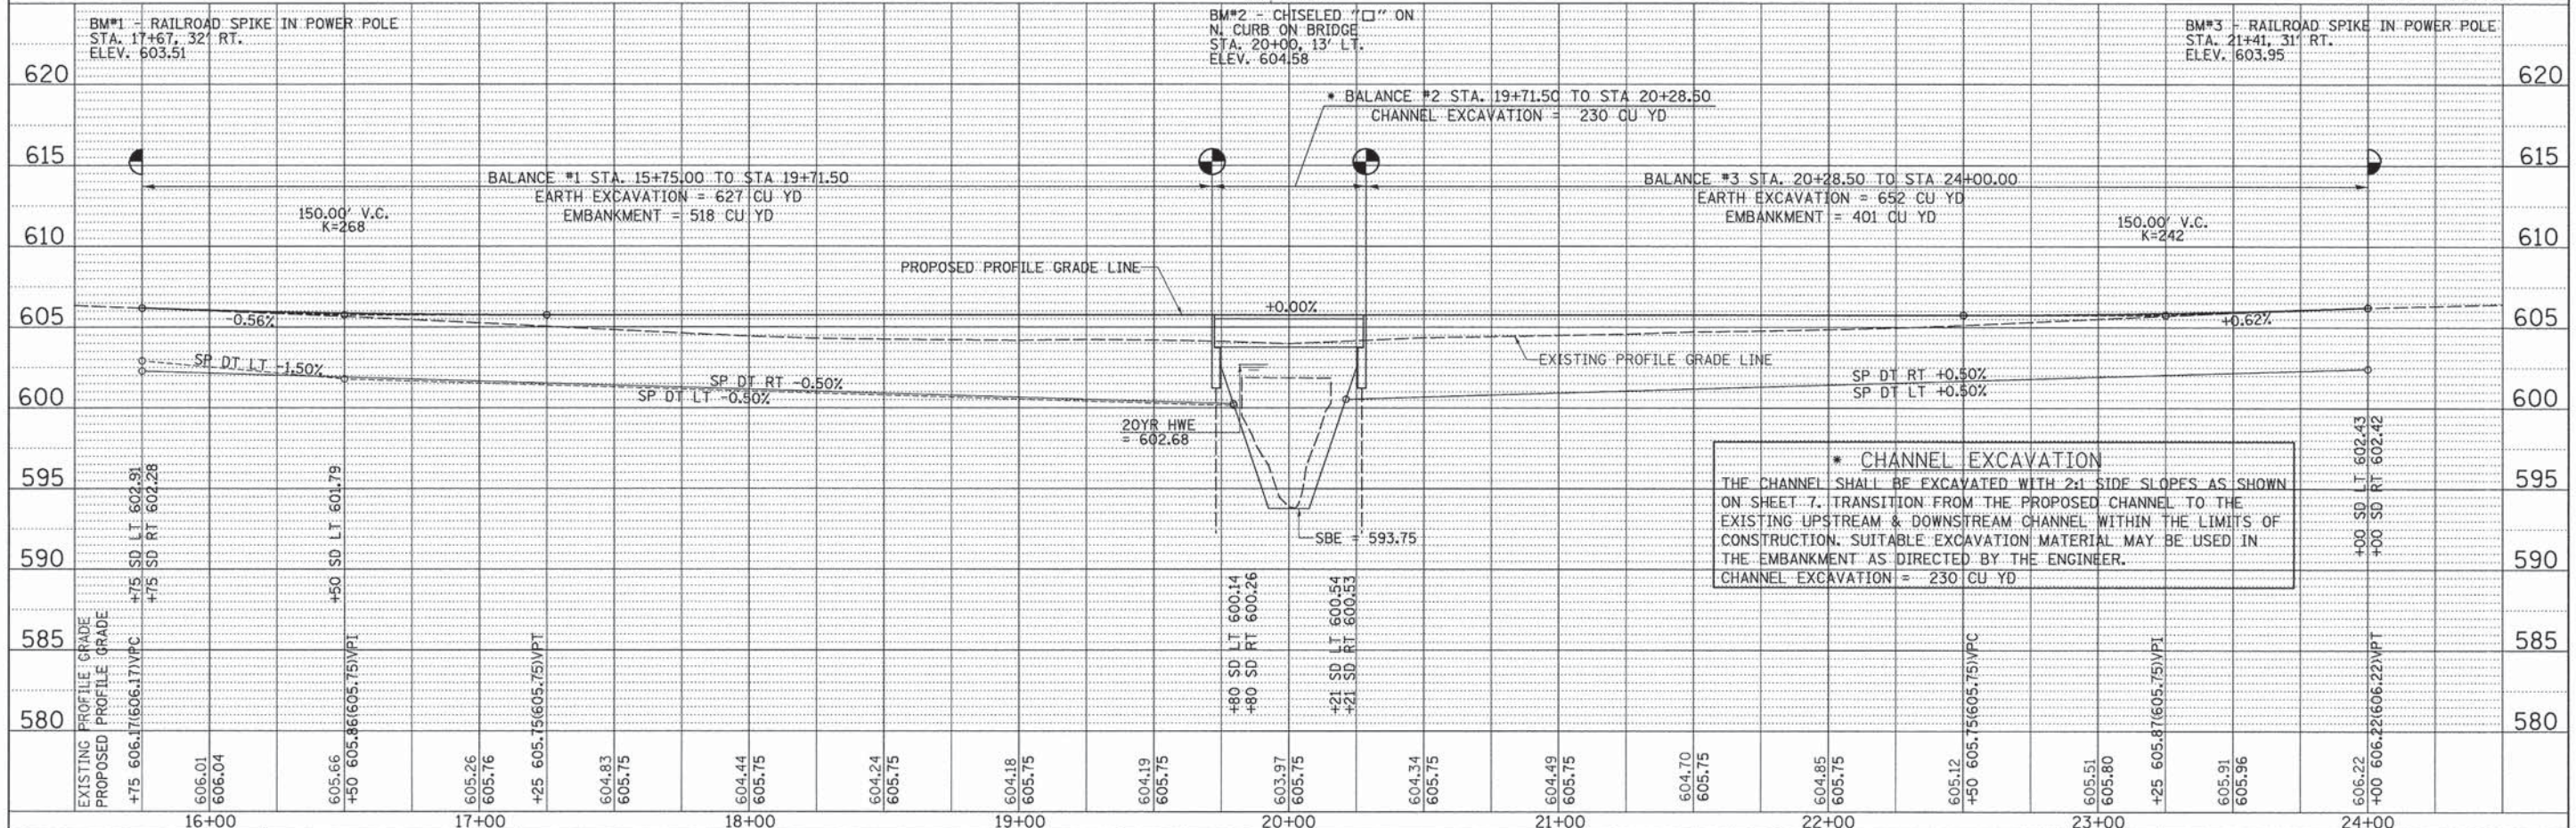 BM#1 - RAILROAD SPIKE IN POWER POLE
STA. 17+67, 32' RT.
ELEV. 603.51
BM#2 - CHISELED "□" ON
N. CURB ON BRIDGE
STA. 20+00, 13' LT.
ELEV. 604.58
BM#3 - RAILROAD SPIKE IN POWER POLE
STA. 21+41, 31' RT.
ELEV. 603.95
620
620
* BALANCE #2 STA. 19+71.50 TO STA 20+28.50
CHANNEL EXCAVATION = 230 CU YD
615
615
BALANCE #1 STA. 15+75.00 TO STA 19+71.50
EARTH EXCAVATION = 627 CU YD
EMBANKMENT = 518 CU YD
BALANCE #3 STA. 20+28.50 TO STA 24+00.00
EARTH EXCAVATION = 652 CU YD
EMBANKMENT = 401 CU YD
150.00' V.C.
K=268
150.00' V.C.
K=242
610
610
PROPOSED PROFILE GRADE LINE
+0.00%
605
-0.56%
+0.62%
605
EXISTING PROFILE GRADE LINE
SP DT LT -1.50%
SP DT RT -0.50%
SP DT LT -0.50%
SP DT RT +0.50%
SP DT LT +0.50%
600
600
20YR HWE
= 602.68
595
595
+75 SD LT 602.91
+75 SD RT 602.28
+50 SD LT 601.79
SBE = 593.75
* CHANNEL EXCAVATION
THE CHANNEL SHALL BE EXCAVATED WITH 2:1 SIDE SLOPES AS SHOWN
ON SHEET 7. TRANSITION FROM THE PROPOSED CHANNEL TO THE
EXISTING UPSTREAM & DOWNSTREAM CHANNEL WITHIN THE LIMITS OF
CONSTRUCTION. SUITABLE EXCAVATION MATERIAL MAY BE USED IN
THE EMBANKMENT AS DIRECTED BY THE ENGINEER.
CHANNEL EXCAVATION = 230 CU YD
+00 SD LT 602.43
+00 SD RT 602.42
590
590
+80 SD LT 600.14
+80 SD RT 600.26
+21 SD LT 600.54
+21 SD RT 600.53
585
585
580
580
EXISTING PROFILE GRADE
PROPOSED PROFILE GRADE
+75 606.17(606.17)VPC
606.01
606.04
605.66
+50 605.86(605.75)VPI
605.26
605.76
+25 605.75(605.75)VPT
604.83
605.75
604.44
605.75
604.24
605.75
604.18
605.75
604.19
605.75
603.97
605.75
604.34
605.75
604.49
605.75
604.70
605.75
604.85
605.75
605.12
+50 605.75(605.75)VPC
605.51
605.80
+25 605.87(605.75)VPI
605.91
605.96
606.22
+00 606.22(606.22)VPT
16+00
17+00
18+00
19+00
20+00
21+00
22+00
23+00
24+00